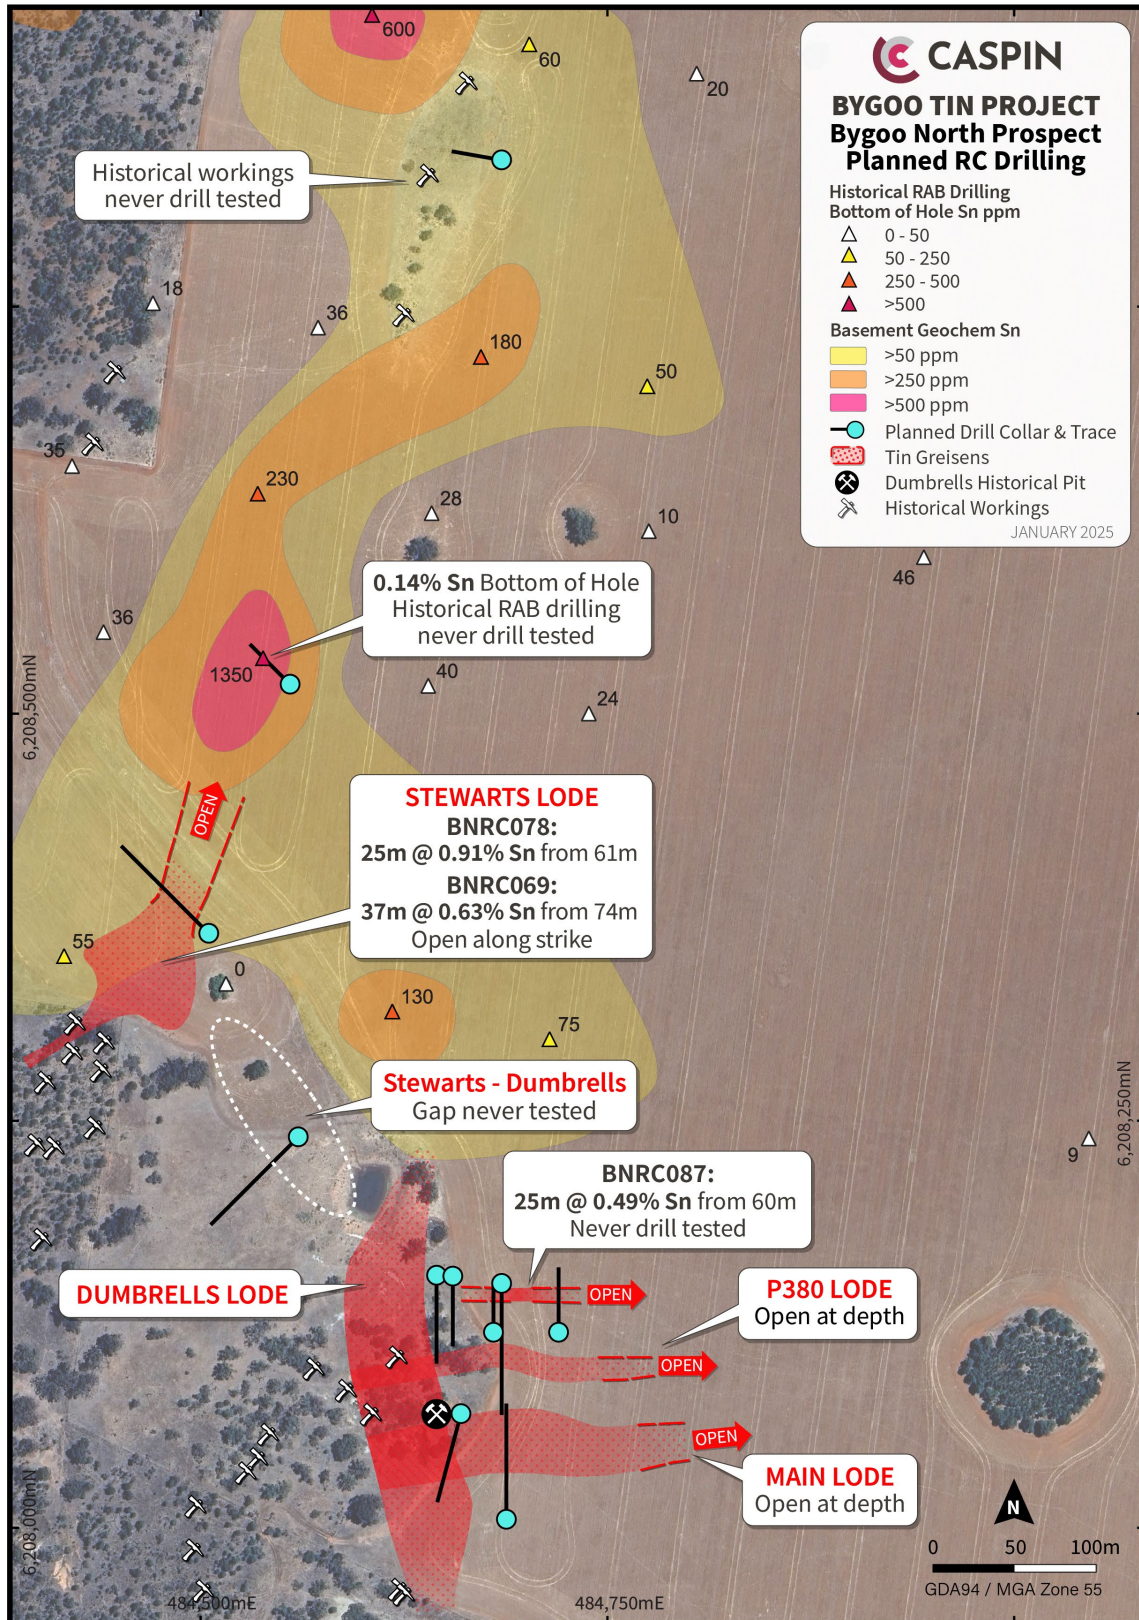 600
60
20
CASPIN
BYGOO TIN PROJECT
Bygoo North Prospect
Planned RC Drilling
Historical RAB Drilling
Bottom of Hole Sn ppm
0 - 50
50 - 250
250 - 500
>500
Basement Geochem Sn
>50 ppm
>250 ppm
>500 ppm
Planned Drill Collar & Trace
Tin Greisens
Dumbrells Historical Pit
Historical Workings
JANUARY 2025
Historical workings
never drill tested
18
36
180
50
35
230
28
10
46
0.14% Sn Bottom of Hole
Historical RAB drilling
never drill tested
36
1350
40
24
6,208,500mN
OPEN
STEWARTS LODE
BNRC078:
25m @ 0.91% Sn from 61m
BNRC069:
37m @ 0.63% Sn from 74m
Open along strike
55
0
130
75
Stewarts - Dumbrells
Gap never tested
6,208,250mN
9
BNRC087:
25m @ 0.49% Sn from 60m
Never drill tested
DUMBRELLS LODE
OPEN
P380 LODE
Open at depth
OPEN
OPEN
MAIN LODE
Open at depth
N
0 50 100m
GDA94 / MGA Zone 55
6,208,000mN
484,500mE
484,750mE